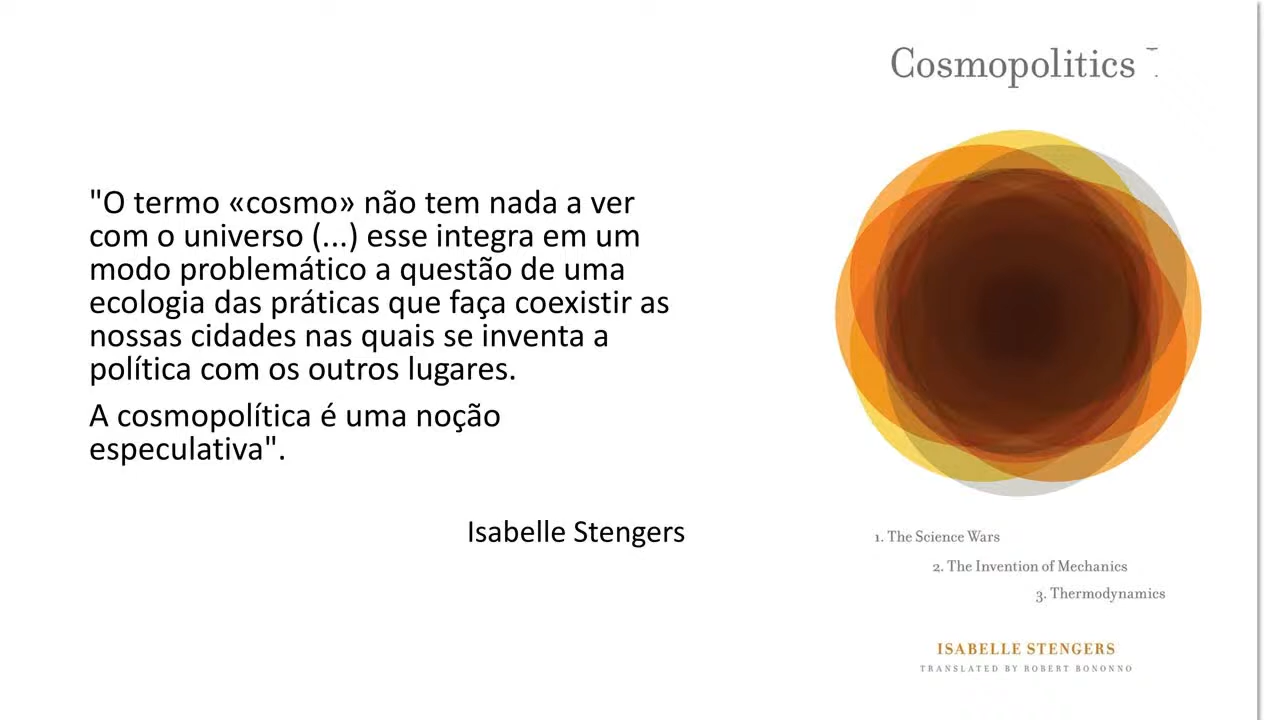 "O termo «cosmo» não tem nada a ver
com o universo (...) esse integra em um
modo problemático a questão de uma
ecologia das práticas que faça coexistir as
nossas cidades nas quais se inventa a
política com os outros lugares.
A cosmopolítica é uma noção
especulativa".
Isabelle Stengers
Cosmopolitics
1. The Science Wars
2. The Invention of Mechanics
3. Thermodynamics
ISABELLE STENGERS
TRANSLATED BY ROBERT BONONNO